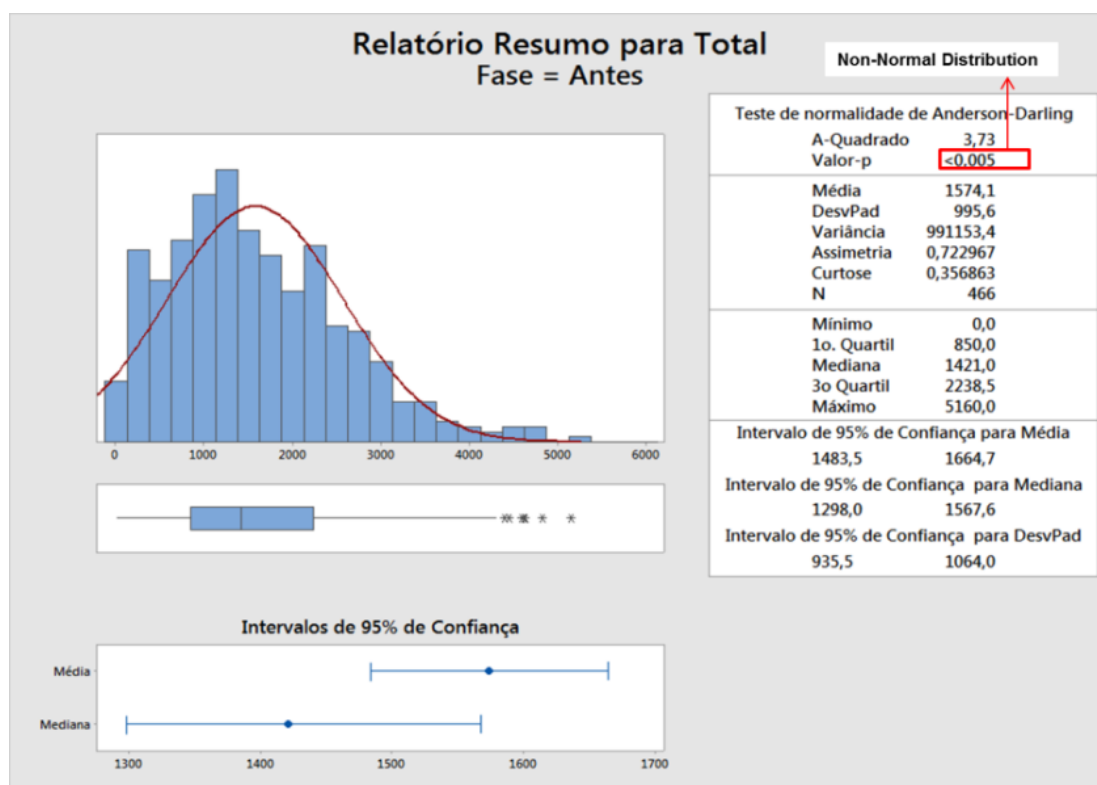 Relatório Resumo para Total
Fase = Antes
Non-Normal Distribution
Teste de normalidade de Anderson-Darling
A-Quadrado 3,73
Valor-p <0,005
Média 1574,1
DesvPad 995,6
Variância 991153,4
Assimetria 0,722967
Curtose 0,356863
N 466
Mínimo 0,0
1o. Quartil 850,0
Mediana 1421,0
3o Quartil 2238,5
Máximo 5160,0
Intervalo de 95% de Confiança para Média
1483,5 1664,7
Intervalo de 95% de Confiança para Mediana
1298,0 1567,6
Intervalo de 95% de Confiança para DesvPad
935,5 1064,0
0 1000 2000 3000 4000 5000 6000
Intervalos de 95% de Confiança
Média
Mediana
1300 1400 1500 1600 1700